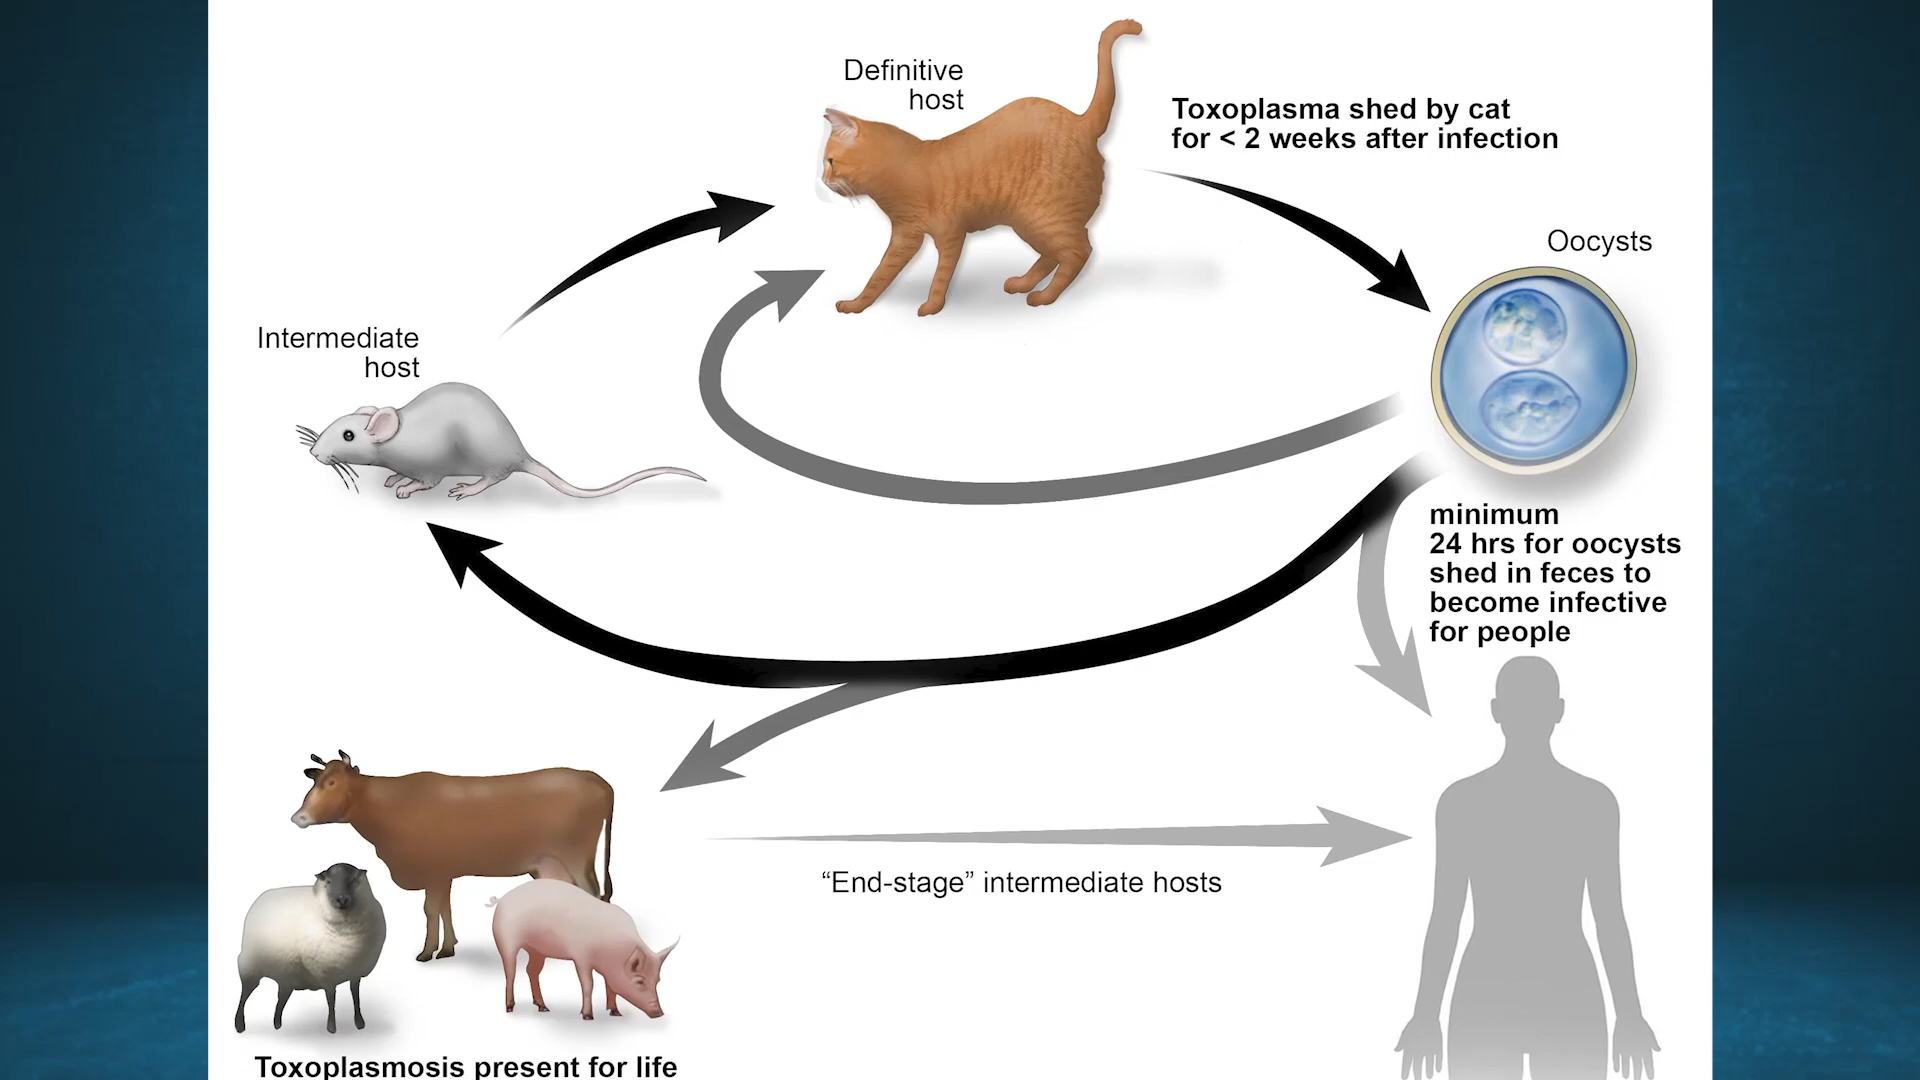 Definitive
host
Toxoplasma shed by cat
for < 2 weeks after infection
Oocysts
Intermediate
host
minimum
24 hrs for oocysts
shed in feces to
become infective
for people
“End-stage” intermediate hosts
Toxoplasmosis present for life